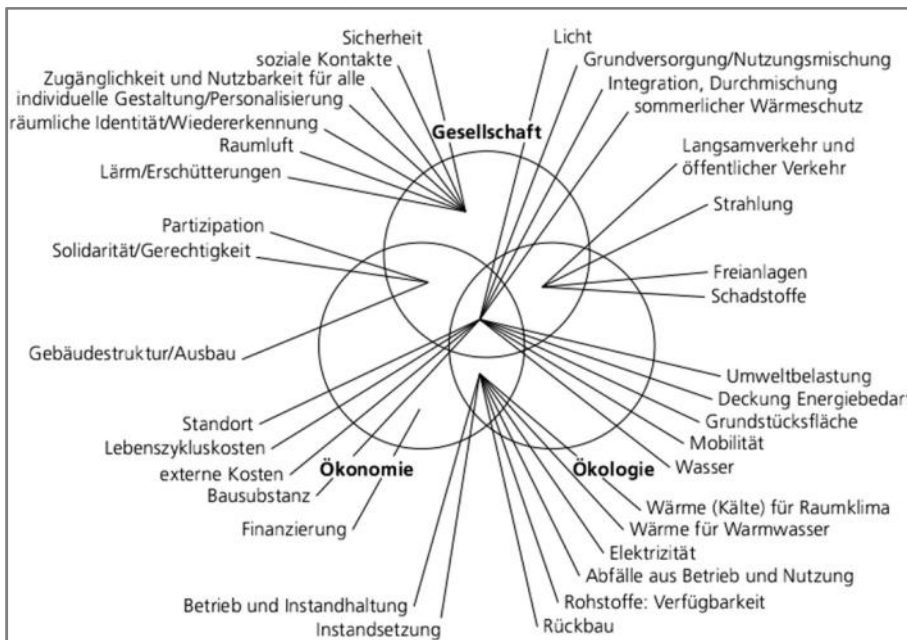 Sicherheit
soziale Kontakte
Zugänglichkeit und Nutzbarkeit für alle
individuelle Gestaltung/Personalisierung
räumliche Identität/Wiedererkennung
Raumluft
Lärm/Erschütterungen
Partizipation
Solidarität/Gerechtigkeit
Gebäudestruktur/Ausbau
Standort
Lebenszykluskosten
externe Kosten
Bausubstanz
Finanzierung
Betrieb und Instandhaltung
Instandsetzung
Gesellschaft
Ökonomie
Ökologie
Licht
Grundversorgung/Nutzungsmischung
Integration, Durchmischung
sommerlicher Wärmeschutz
Langsamverkehr und
öffentlicher Verkehr
Strahlung
Freianlagen
Schadstoffe
Umweltbelastung
Deckung Energiebedarf
Grundstücksfläche
Mobilität
Wasser
Wärme (Kälte) für Raumklima
Wärme für Warmwasser
Elektrizität
Abfälle aus Betrieb und Nutzung
Rohstoffe: Verfügbarkeit
Rückbau